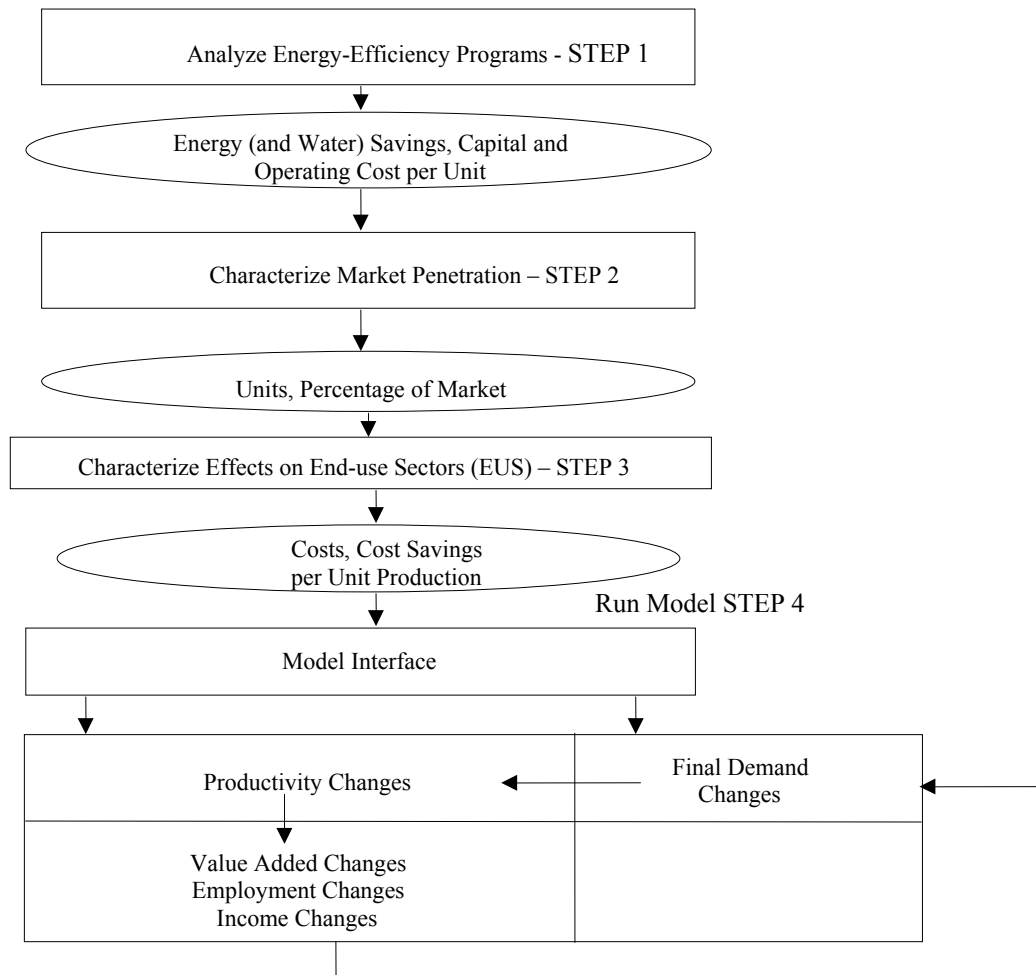 Analyze Energy-Efficiency Programs - STEP 1
Energy (and Water) Savings, Capital and
Operating Cost per Unit
Characterize Market Penetration – STEP 2
Units, Percentage of Market
Characterize Effects on End-use Sectors (EUS) – STEP 3
Costs, Cost Savings
per Unit Production
Run Model STEP 4
Model Interface
Productivity Changes
Final Demand
Changes
Value Added Changes
Employment Changes
Income Changes